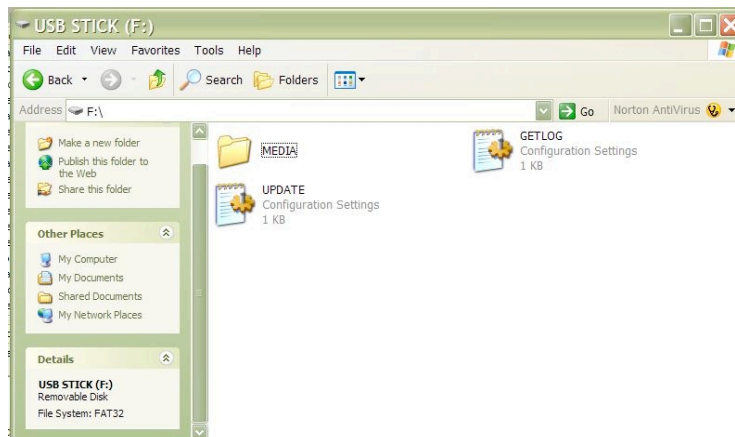 USB STICK (F:)
File Edit View Favorites Tools Help
Back Search Folders
Address F:\ Go Norton AntiVirus
Make a new folder
Publish this folder to
the Web
Share this folder
Other Places
My Computer
My Documents
Shared Documents
My Network Places
Details
USB STICK (F:)
Removable Disk
File System: FAT32
MEDIA
GETLOG
Configuration Settings
1 KB
UPDATE
Configuration Settings
1 KB